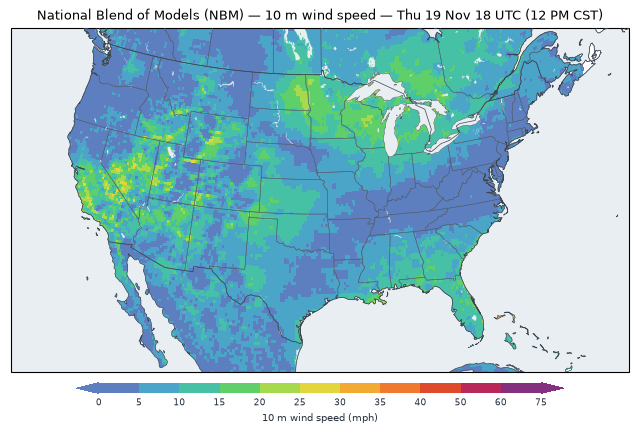 National Blend of Models (NBM) — 10 m wind speed — Thu 19 Nov 18 UTC (12 PM CST)
0 5 10 15 20 25 30 35 40 50 60 75
10 m wind speed (mph)